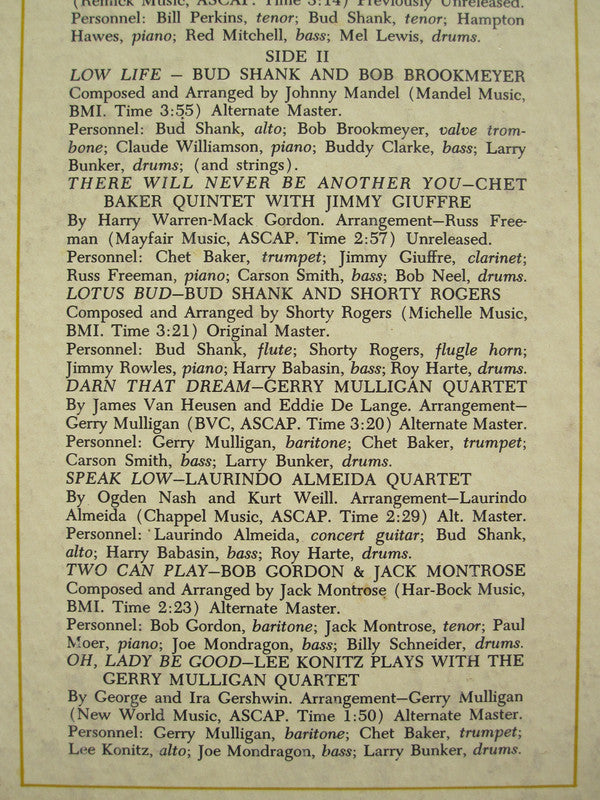 (Remick Music, ASCAP. Time 3:14) Previously Unreleased.
Personnel: Bill Perkins, tenor; Bud Shank, tenor; Hampton
Hawes, piano; Red Mitchell, bass; Mel Lewis, drums.
SIDE II
LOW LIFE — BUD SHANK AND BOB BROOKMEYER
Composed and Arranged by Johnny Mandel (Mandel Music,
BMI. Time 3:55) Alternate Master.
Personnel: Bud Shank, alto; Bob Brookmeyer, valve trom-
bone; Claude Williamson, piano; Buddy Clarke, bass; Larry
Bunker, drums; (and strings).
THERE WILL NEVER BE ANOTHER YOU—CHET
BAKER QUINTET WITH JIMMY GIUFFRE
By Harry Warren-Mack Gordon. Arrangement—Russ Free-
man (Mayfair Music, ASCAP. Time 2:57) Unreleased.
Personnel: Chet Baker, trumpet; Jimmy Giuffre, clarinet;
Russ Freeman, piano; Carson Smith, bass; Bob Neel, drums.
LOTUS BUD—BUD SHANK AND SHORTY ROGERS
Composed and Arranged by Shorty Rogers (Michelle Music,
BMI. Time 3:21) Original Master.
Personnel: Bud Shank, flute; Shorty Rogers, flugle horn;
Jimmy Rowles, piano; Harry Babasin, bass; Roy Harte, drums.
DARN THAT DREAM—GERRY MULLIGAN QUARTET
By James Van Heusen and Eddie De Lange. Arrangement—
Gerry Mulligan (BVC, ASCAP. Time 3:20) Alternate Master.
Personnel: Gerry Mulligan, baritone; Chet Baker, trumpet;
Carson Smith, bass; Larry Bunker, drums.
SPEAK LOW—LAURINDO ALMEIDA QUARTET
By Ogden Nash and Kurt Weill. Arrangement—Laurindo
Almeida (Chappel Music, ASCAP. Time 2:29) Alt. Master.
Personnel: Laurindo Almeida, concert guitar; Bud Shank,
alto; Harry Babasin, bass; Roy Harte, drums.
TWO CAN PLAY—BOB GORDON & JACK MONTROSE
Composed and Arranged by Jack Montrose (Har-Bock Music,
BMI. Time 2:23) Alternate Master.
Personnel: Bob Gordon, baritone; Jack Montrose, tenor; Paul
Moer, piano; Joe Mondragon, bass; Billy Schneider, drums.
OH, LADY BE GOOD—LEE KONITZ PLAYS WITH THE
GERRY MULLIGAN QUARTET
By George and Ira Gershwin. Arrangement—Gerry Mulligan
(New World Music, ASCAP. Time 1:50) Alternate Master.
Personnel: Gerry Mulligan, baritone; Chet Baker, trumpet;
Lee Konitz, alto; Joe Mondragon, bass; Larry Bunker, drums.